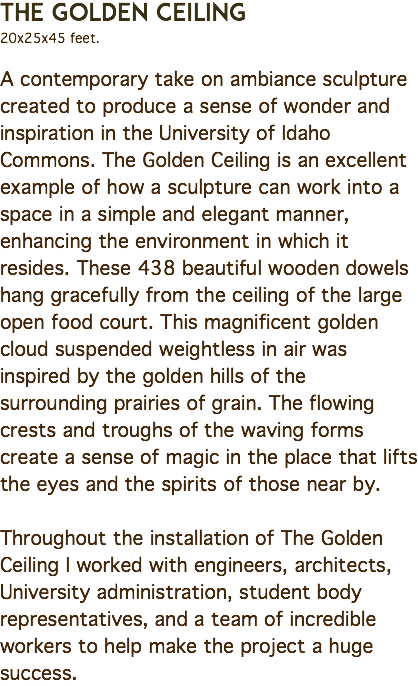 THE GOLDEN CEILING
20x25x45 feet.
A contemporary take on ambiance sculpture
created to produce a sense of wonder and
inspiration in the University of Idaho
Commons. The Golden Ceiling is an excellent
example of how a sculpture can work into a
space in a simple and elegant manner,
enhancing the environment in which it
resides. These 438 beautiful wooden dowels
hang gracefully from the ceiling of the large
open food court. This magnificent golden
cloud suspended weightless in air was
inspired by the golden hills of the
surrounding prairies of grain. The flowing
crests and troughs of the waving forms
create a sense of magic in the place that lifts
the eyes and the spirits of those near by.
Throughout the installation of The Golden
Ceiling I worked with engineers, architects,
University administration, student body
representatives, and a team of incredible
workers to help make the project a huge
success.